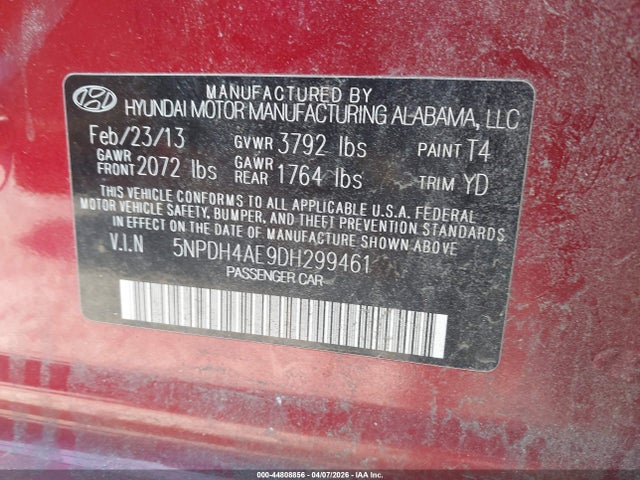 MANUFACTURED BY
HYUNDAI MOTOR MANUFACTURING ALABAMA, LLC
Feb/23/13 GVWR 3792 lbs PAINT T4
GAWR FRONT 2072 lbs GAWR REAR 1764 lbs TRIM YD
THIS VEHICLE CONFORMS TO ALL APPLICABLE U.S.A. FEDERAL
MOTOR VEHICLE SAFETY, BUMPER, AND THEFT PREVENTION STANDARDS
IN EFFECT ON THE DATE OF MANUFACTURE SHOWN ABOVE.
V.I.N 5NPDH4AE9DH299461
PASSENGER CAR
000-44808856 - 04/07/2026 - IAA Inc.